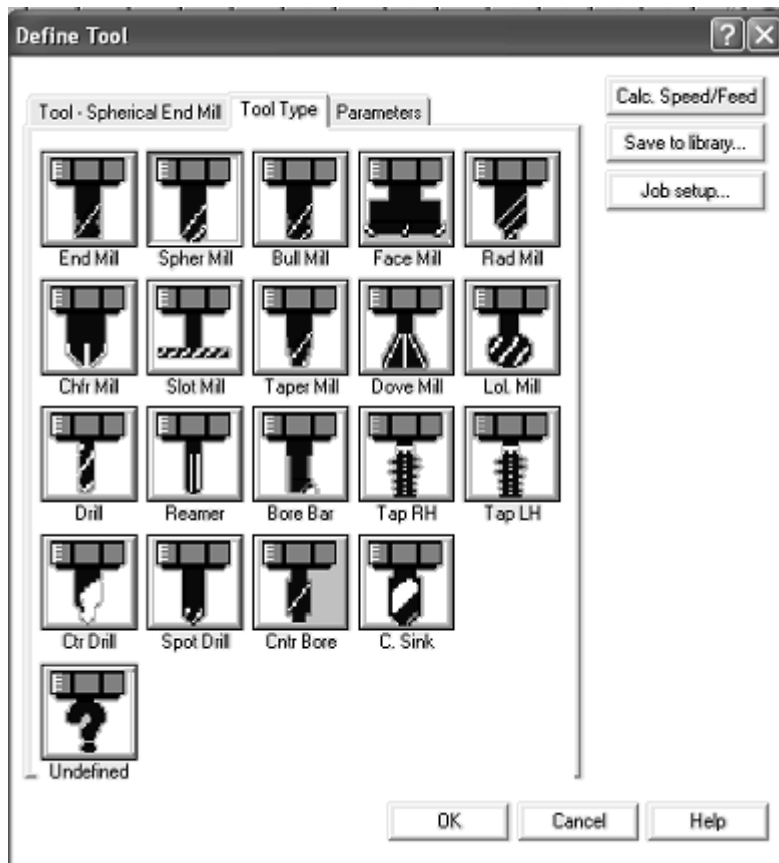 Define Tool
Tool - Spherical End Mill Tool Type Parameters
Calc. Speed/Feed
Save to library...
Job setup...
End Mill Spher Mill Bull Mill Face Mill Rad Mill
Chfr Mill Slot Mill Taper Mill Dove Mill Lol. Mill
Drill Reamer Bore Bar Tap RH Tap LH
Ctr Drill Spot Drill Cntr Bore C. Sink
Undefined
OK Cancel Help